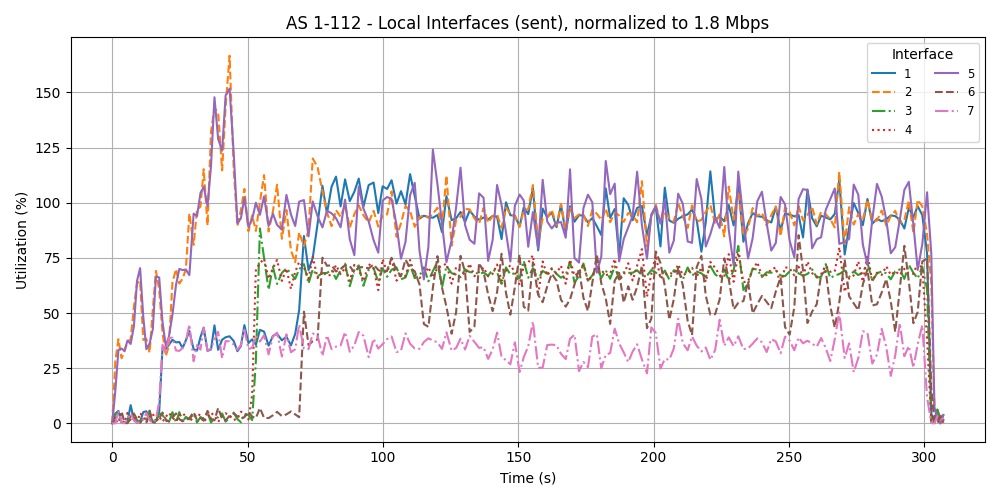 AS 1-112 - Local Interfaces (sent), normalized to 1.8 Mbps
Utilization (%)
150
125
100
75
50
25
0
0 50 100 150 200 250 300
Time (s)
Interface
1 5
2 6
3 7
4